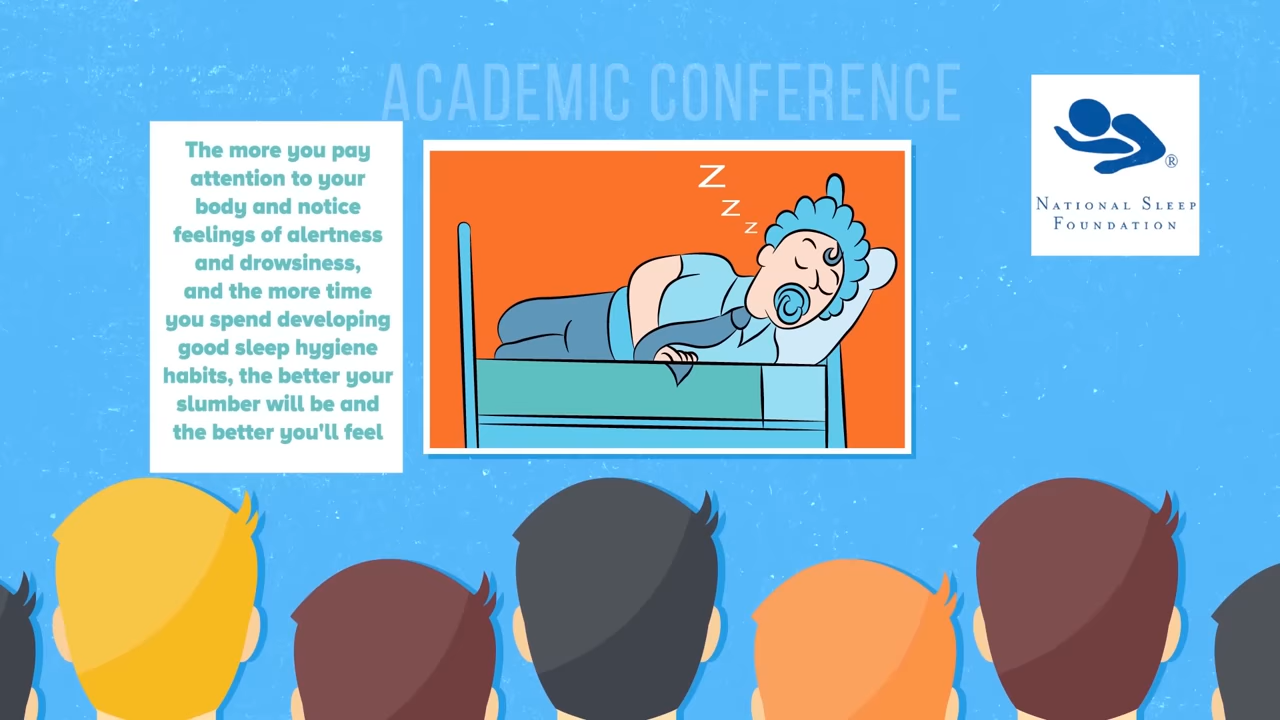 ACADEMIC CONFERENCE
The more you pay
attention to your
body and notice
feelings of alertness
and drowsiness,
and the more time
you spend developing
good sleep hygiene
habits, the better your
slumber will be and
the better you'll feel
Z
Z
Z
®
NATIONAL SLEEP
FOUNDATION